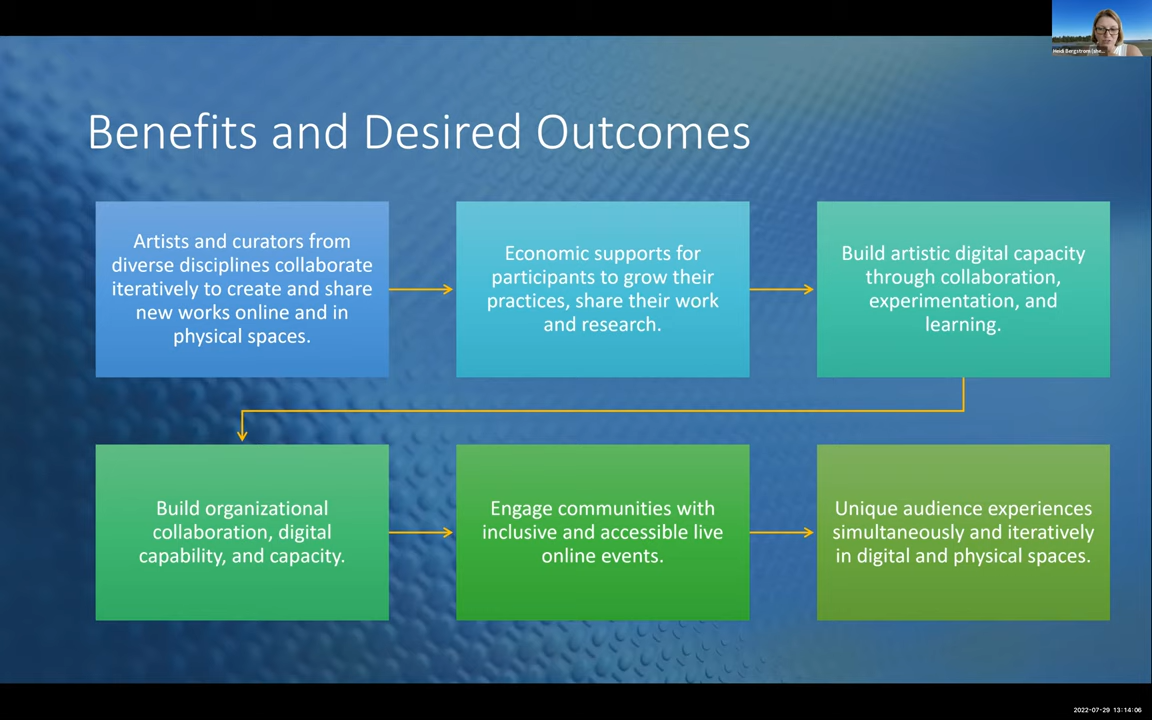 Heidi Bergstrom (she...
Benefits and Desired Outcomes
Artists and curators from
diverse disciplines collaborate
iteratively to create and share
new works online and in
physical spaces.
Economic supports for
participants to grow their
practices, share their work
and research.
Build artistic digital capacity
through collaboration,
experimentation, and
learning.
Build organizational
collaboration, digital
capability, and capacity.
Engage communities with
inclusive and accessible live
online events.
Unique audience experiences
simultaneously and iteratively
in digital and physical spaces.
2022-07-29 13:14:06